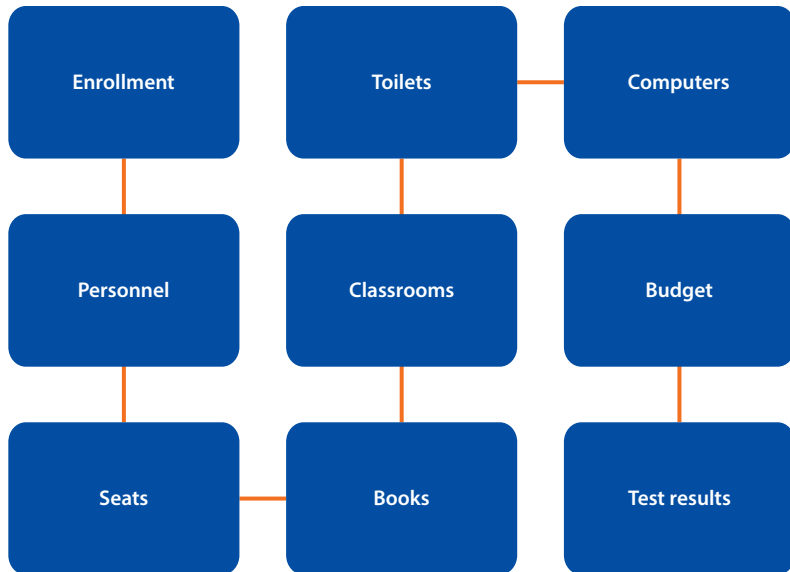 Enrollment
Toilets
Computers
Personnel
Classrooms
Budget
Seats
Books
Test results